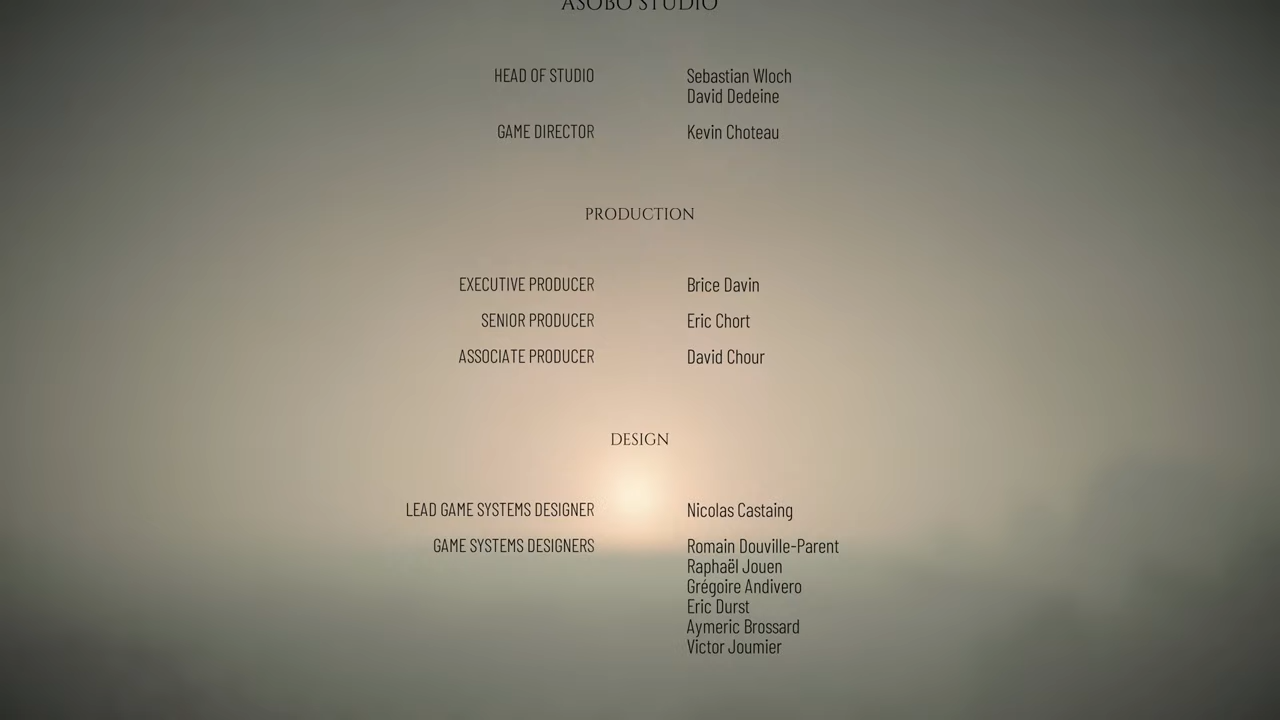 ASOBO STUDIO
HEAD OF STUDIO Sebastian Wloch
David Dedeine
GAME DIRECTOR Kevin Choteau
PRODUCTION
EXECUTIVE PRODUCER Brice Davin
SENIOR PRODUCER Eric Chort
ASSOCIATE PRODUCER David Chour
DESIGN
LEAD GAME SYSTEMS DESIGNER Nicolas Castaing
GAME SYSTEMS DESIGNERS Romain Douville-Parent
Raphaël Jouen
Grégoire Andivero
Eric Durst
Aymeric Brossard
Victor Joumier